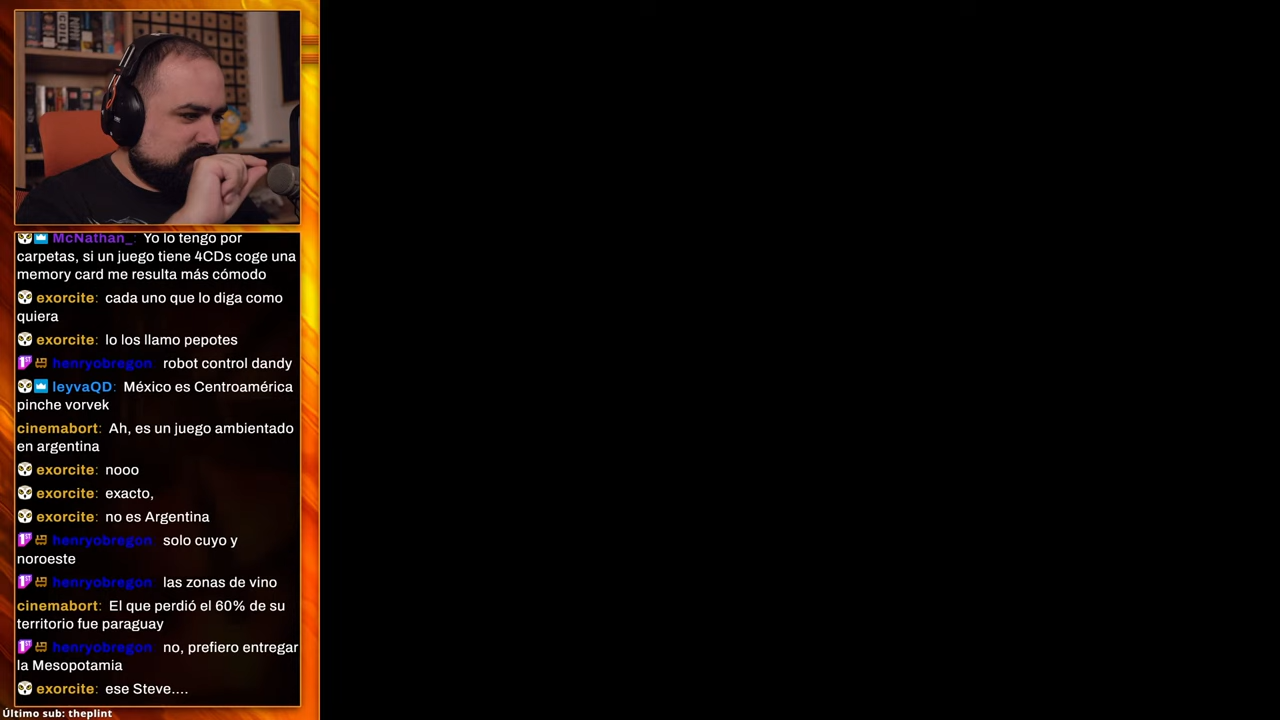 McNathan_: Yo lo tengo por
carpetas, si un juego tiene 4CDs coge una
memory card me resulta más cómodo
exorcite: cada uno que lo diga como
quiera
exorcite: lo los llamo pepotes
henryobregon: robot control dandy
leyvaQD: México es Centroamérica
pinche vorvek
cinemabort: Ah, es un juego ambientado
en argentina
exorcite: nooo
exorcite: exacto,
exorcite: no es Argentina
henryobregon: solo cuyo y
noroeste
henryobregon: las zonas de vino
cinemabort: El que perdió el 60% de su
territorio fue paraguay
henryobregon: no, prefiero entregar
la Mesopotamia
exorcite: ese Steve....
Último sub: theplint